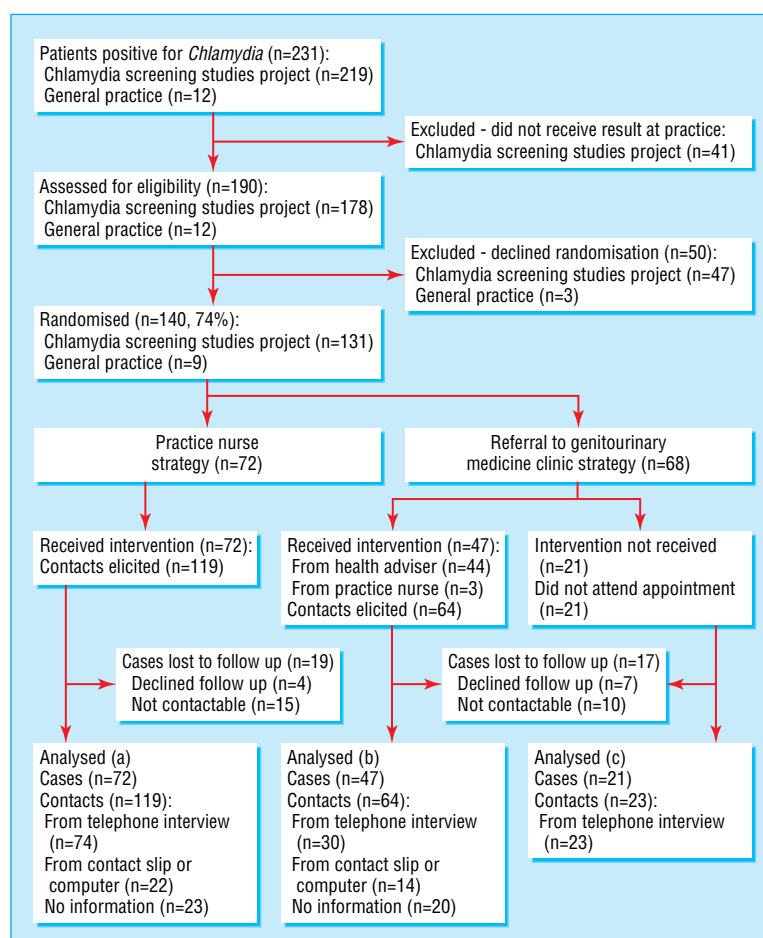 Patients positive for Chlamydia (n=231):
Chlamydia screening studies project (n=219)
General practice (n=12)
Excluded - did not receive result at practice:
Chlamydia screening studies project (n=41)
Assessed for eligibility (n=190):
Chlamydia screening studies project (n=178)
General practice (n=12)
Excluded - declined randomisation (n=50):
Chlamydia screening studies project (n=47)
General practice (n=3)
Randomised (n=140, 74%):
Chlamydia screening studies project (n=131)
General practice (n=9)
Practice nurse
strategy (n=72)
Referral to genitourinary
medicine clinic strategy (n=68)
Received intervention (n=72):
Contacts elicited (n=119)
Received intervention (n=47):
From health adviser (n=44)
From practice nurse (n=3)
Contacts elicited (n=64)
Intervention not received
(n=21)
Did not attend appointment
(n=21)
Cases lost to follow up (n=19)
Declined follow up (n=4)
Not contactable (n=15)
Cases lost to follow up (n=17)
Declined follow up (n=7)
Not contactable (n=10)
Analysed (a)
Cases (n=72)
Contacts (n=119):
From telephone interview
(n=74)
From contact slip or
computer (n=22)
No information (n=23)
Analysed (b)
Cases (n=47)
Contacts (n=64):
From telephone interview
(n=30)
From contact slip or
computer (n=14)
No information (n=20)
Analysed (c)
Cases (n=21)
Contacts (n=23):
From telephone interview
(n=23)